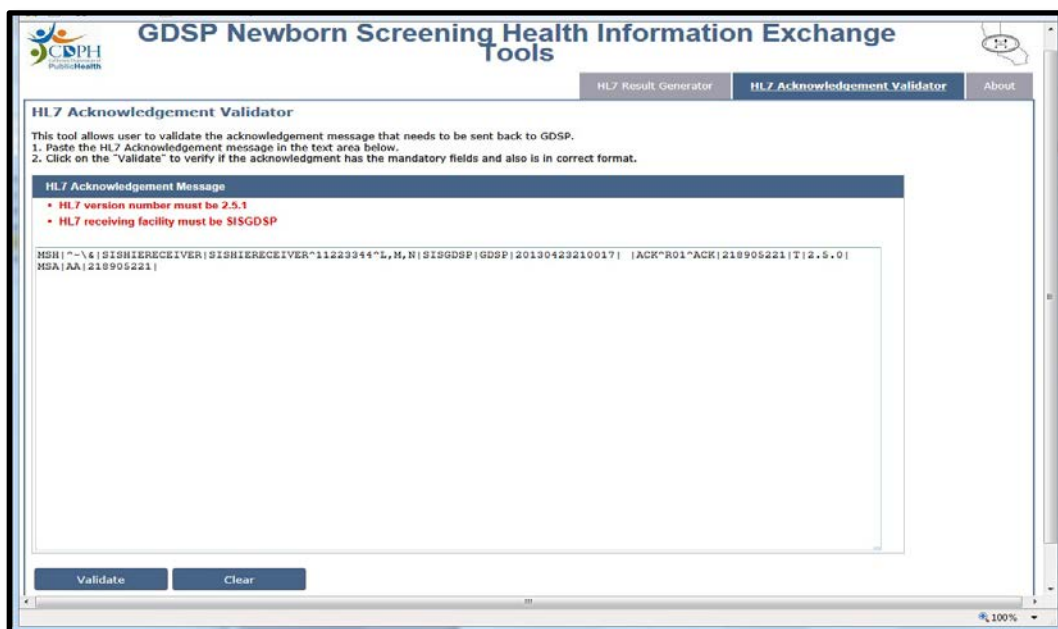 CDPH
PublicHealth
GDSP Newborn Screening Health Information Exchange
Tools
HL7 Result Generator
HL7 Acknowledgement Validator
About
HL7 Acknowledgement Validator
This tool allows user to validate the acknowledgement message that needs to be sent back to GDSP.
1. Paste the HL7 Acknowledgement message in the text area below.
2. Click on the "Validate" to verify if the acknowledgment has the mandatory fields and also is in correct format.
HL7 Acknowledgement Message
• HL7 version number must be 2.5.1
• HL7 receiving facility must be SISGDSP
MSH|^~\&|SISHIERECEIVER|SISHIERECEIVER^11223344^L,M,N|SISGDSP|GDSP|20130423210017| |ACK^R01^ACK|218905221|T|2.5.0|
MSA|AA|218905221|
Validate
Clear
100%